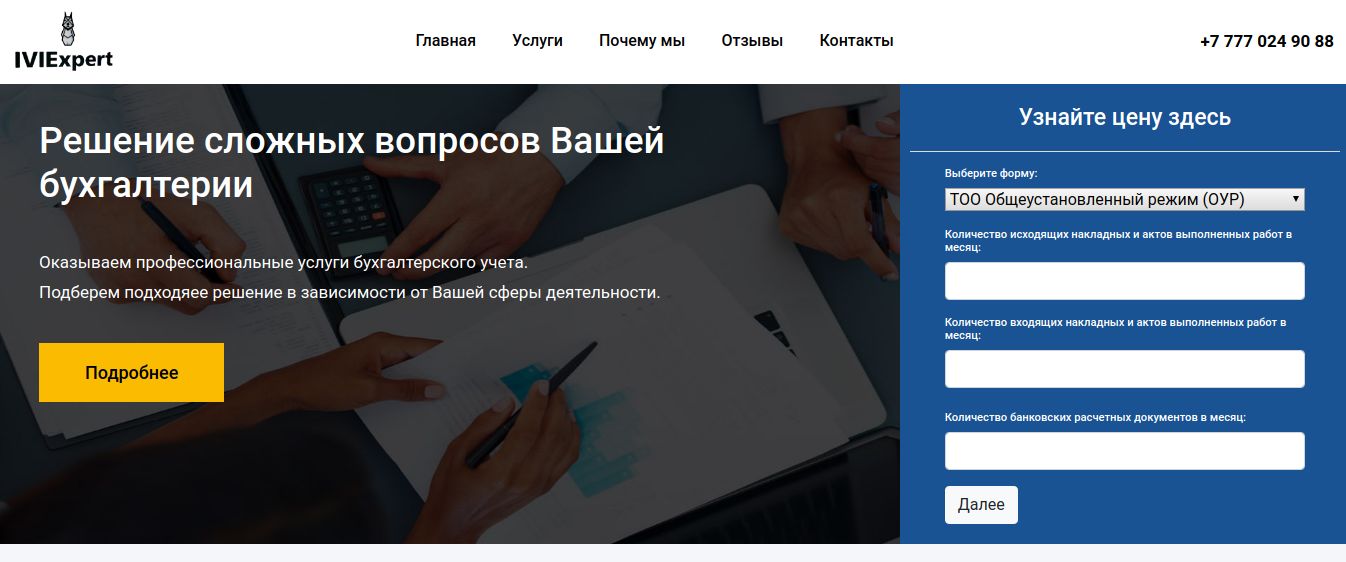 IVIExpert
Главная
Услуги
Почему мы
Отзывы
Контакты
+7 777 024 90 88
Решение сложных вопросов Вашей
бухгалтерии
Оказываем профессиональные услуги бухгалтерского учета.
Подберем подходяее решение в зависимости от Вашей сферы деятельности.
Подробнее
Узнайте цену здесь
Выберите форму:
ТОО Общеустановленный режим (ОУР)
Количество исходящих накладных и актов выполненных работ в
месяц:
Количество входящих накладных и актов выполненных работ в
месяц:
Количество банковских расчетных документов в месяц:
Далее